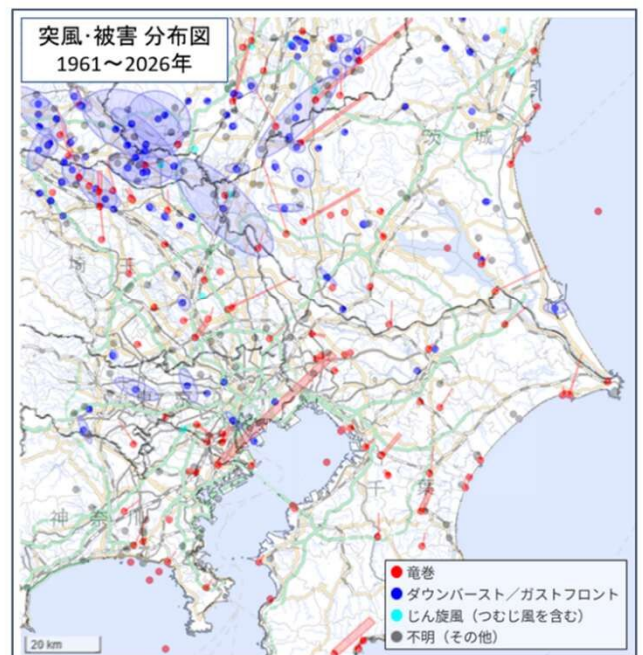 突風･被害 分布図
1961～2026年
茨 城
埼 玉
千 葉
神 奈 川
竜巻
ダウンバースト／ガストフロント
じん旋風（つむじ風を含む）
不明（その他）
20 km